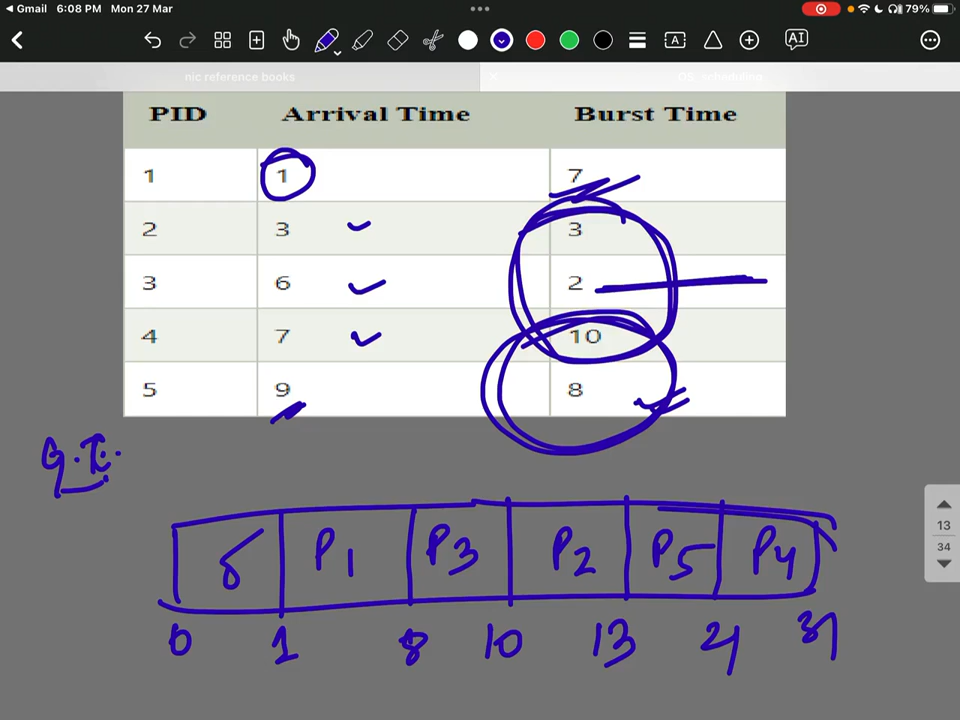 Gmail 6:08 PM Mon 27 Mar 79%
AI
nic reference books OS, scheduling
PID Arrival Time Burst Time
1 1 7
2 3 3
3 6 2
4 7 10
5 9 8
13
34
P1 P3 P2 P5 P4
0 1 8 10 13 21 31